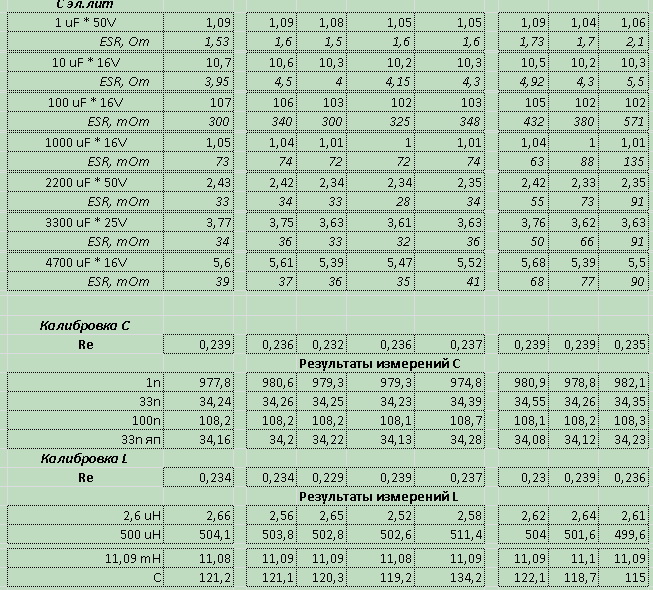 С эл.лит
1 uF * 50V 1,09 1,09 1,08 1,05 1,05 1,09 1,04 1,06
ESR, Om 1,53 1,6 1,5 1,6 1,6 1,73 1,7 2,1
10 uF * 16V 10,7 10,6 10,3 10,2 10,3 10,5 10,2 10,3
ESR, Om 3,95 4,5 4 4,15 4,3 4,92 4,3 5,5
100 uF * 16V 107 106 103 102 103 105 102 102
ESR, mOm 300 340 300 325 348 432 380 571
1000 uF * 16V 1,05 1,04 1,01 1 1,01 1,04 1 1,01
ESR, mOm 73 74 72 72 74 63 88 135
2200 uF * 50V 2,43 2,42 2,34 2,34 2,35 2,42 2,33 2,35
ESR, mOm 33 34 33 28 34 55 73 91
3300 uF * 25V 3,77 3,75 3,63 3,61 3,63 3,76 3,62 3,63
ESR, mOm 34 36 33 32 36 50 66 91
4700 uF * 16V 5,6 5,61 5,39 5,47 5,52 5,68 5,39 5,5
ESR, mOm 39 37 36 35 41 68 77 90
Калибровка С
Re 0,239 0,236 0,232 0,236 0,237 0,239 0,239 0,235
Результаты измерений С
1n 977,8 980,6 979,3 979,3 974,8 980,9 978,8 982,1
33n 34,24 34,26 34,25 34,23 34,39 34,55 34,26 34,35
100n 108,2 108,2 108,2 108,1 108,7 108,1 108,2 108,3
33n яп 34,16 34,2 34,22 34,13 34,28 34,08 34,12 34,23
Калибровка L
Re 0,234 0,234 0,229 0,239 0,237 0,23 0,239 0,236
Результаты измерений L
2,6 uH 2,66 2,56 2,65 2,52 2,58 2,62 2,64 2,61
500 uH 504,1 503,8 502,8 502,6 511,4 504 501,6 499,6
11,09 mH 11,08 11,09 11,09 11,09 11,08 11,09 11,1 11,09
C 121,2 121,1 120,3 119,2 134,2 122,1 118,7 115